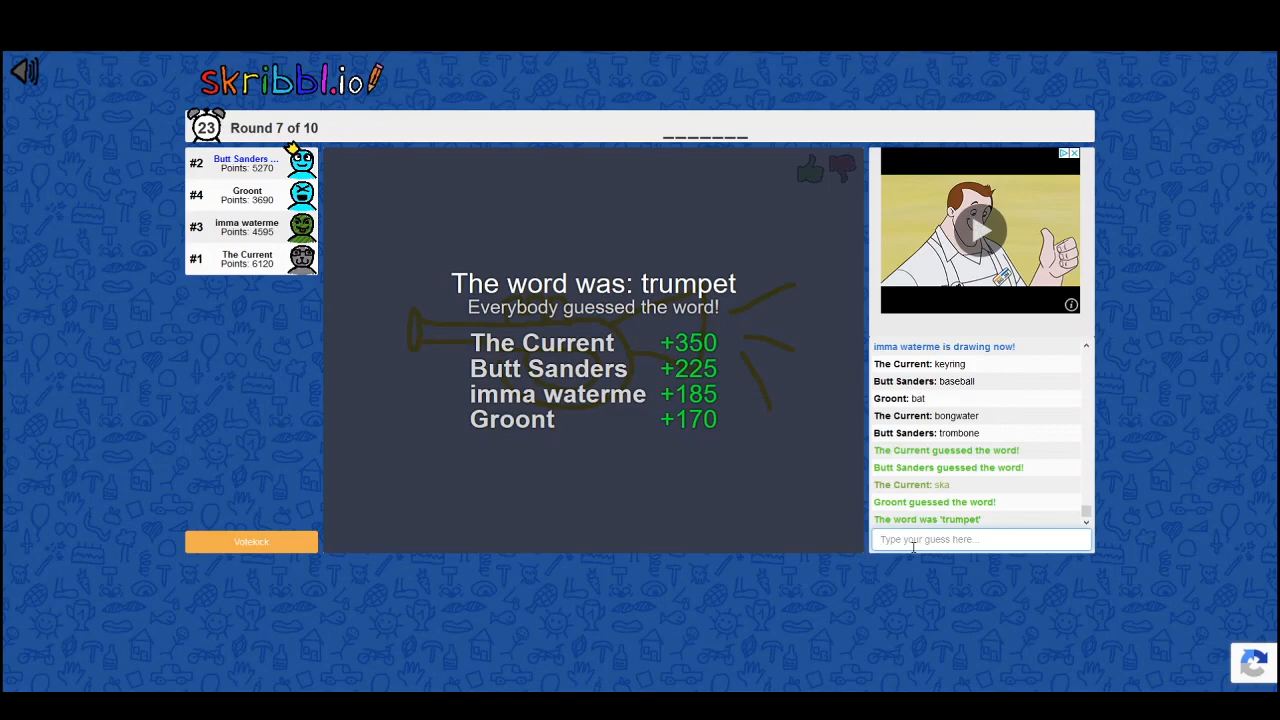 skribbl.io
23
Round 7 of 10
_______
#2
Butt Sanders ...
Points: 5270
#4
Groont
Points: 3690
#3
imma waterme
Points: 4595
#1
The Current
Points: 6120
Votekick
The word was: trumpet
Everybody guessed the word!
The Current +350
Butt Sanders +225
imma waterme +185
Groont +170
imma waterme is drawing now!
The Current: keyring
Butt Sanders: baseball
Groont: bat
The Current: bongwater
Butt Sanders: trombone
The Current guessed the word!
Butt Sanders guessed the word!
The Current: ska
Groont guessed the word!
The word was 'trumpet'
Type your guess here...